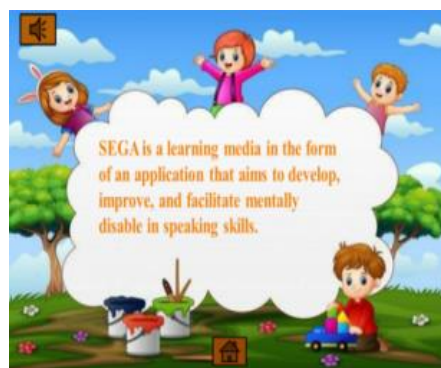 SEGA is a learning media in the form
of an application that aims to develop,
improve, and facilitate mentally
disable in speaking skills.